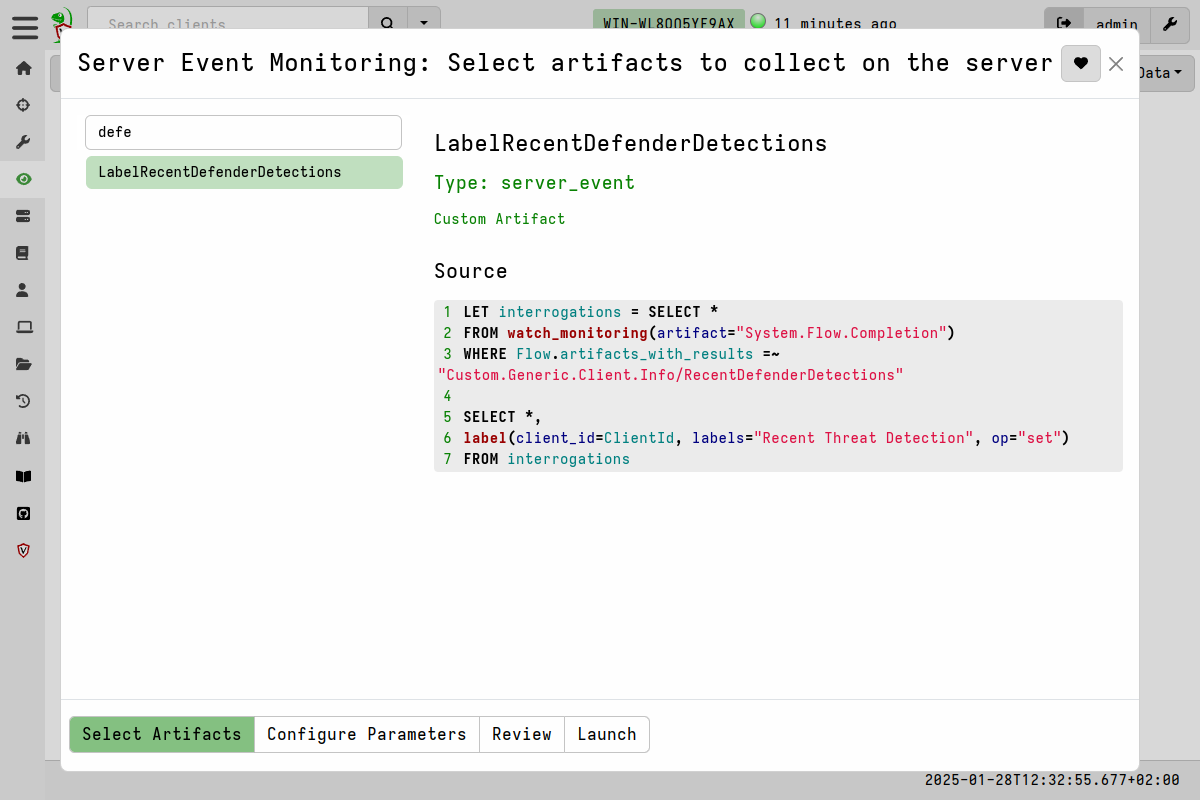 Search clients
WIN-WL8QO5YE9AX 11 minutes ago
admin
Server Event Monitoring: Select artifacts to collect on the server
Data
defe
LabelRecentDefenderDetections
LabelRecentDefenderDetections
Type: server_event
Custom Artifact
Source
1 LET interrogations = SELECT *
2 FROM watch_monitoring(artifact="System.Flow.Completion")
3 WHERE Flow.artifacts_with_results =~
"Custom.Generic.Client.Info/RecentDefenderDetections"
4
5 SELECT *,
6 label(client_id=ClientId, labels="Recent Threat Detection", op="set")
7 FROM interrogations
Select Artifacts Configure Parameters Review Launch
2025-01-28T12:32:55.677+02:00